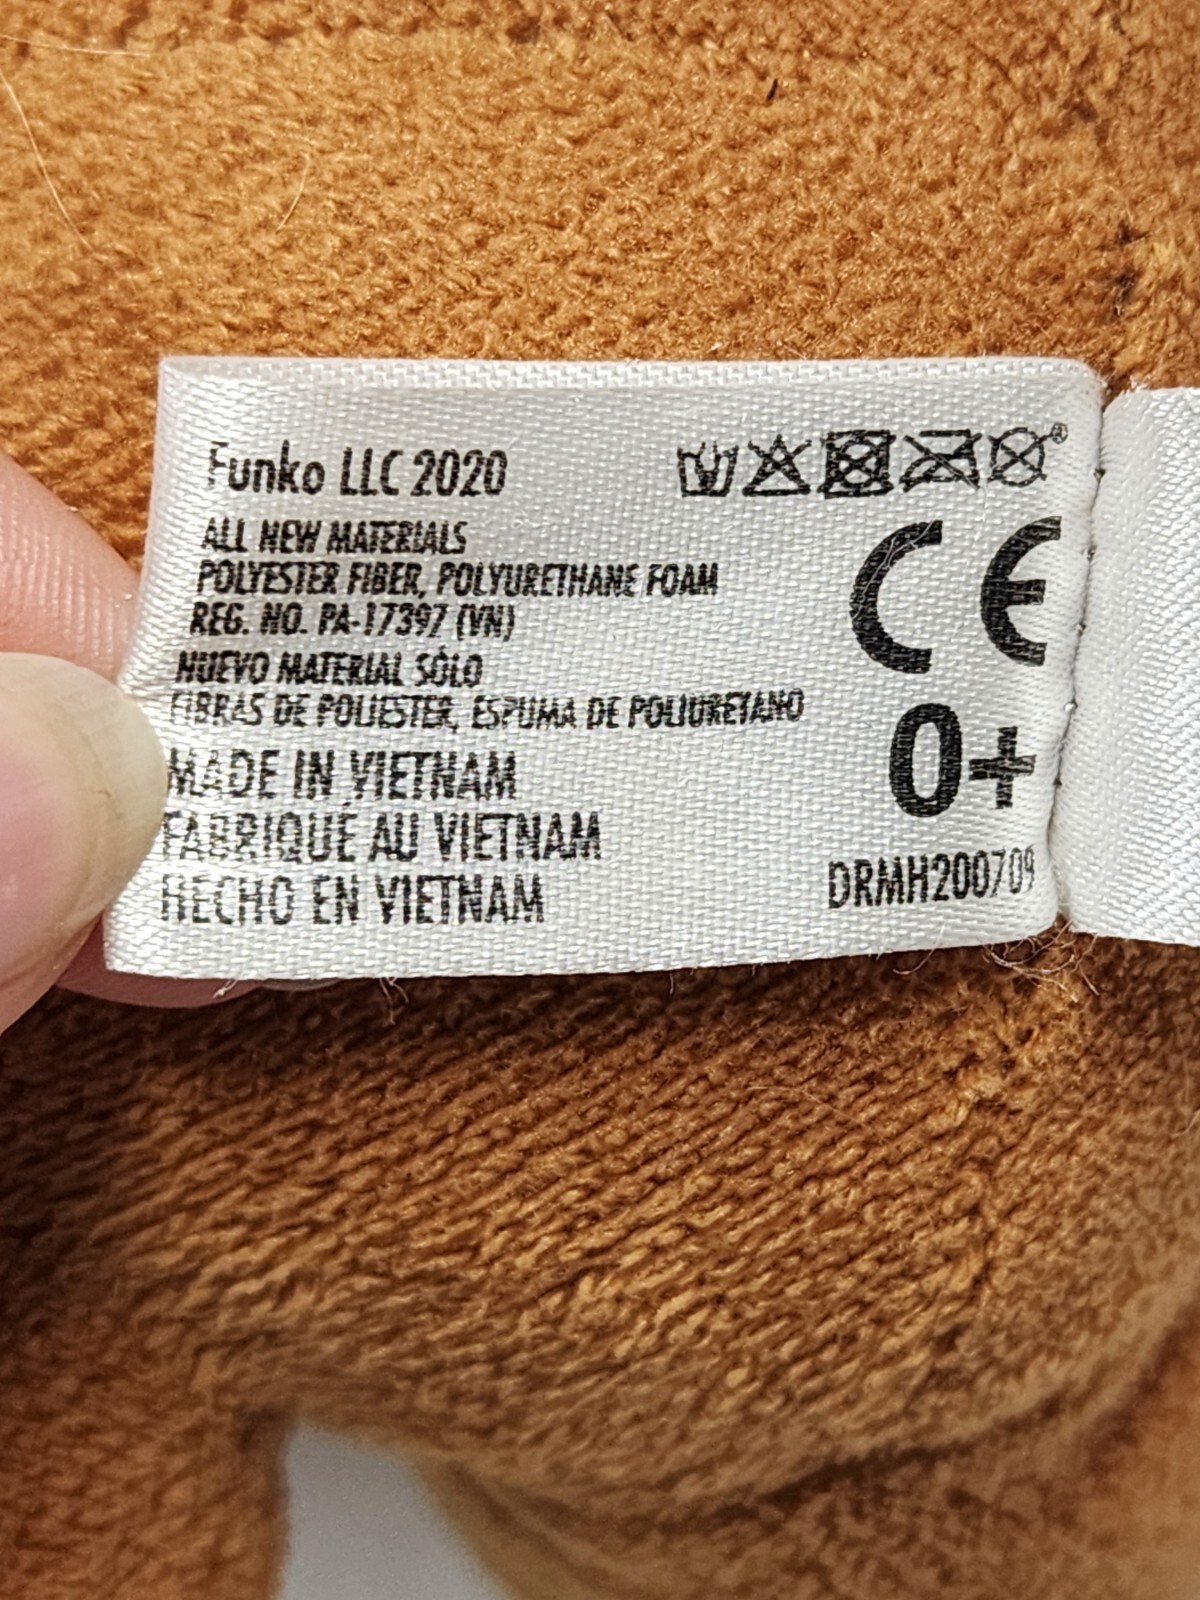 Funko LLC 2020
ALL NEW MATERIALS
POLYESTER FIBER, POLYURETHANE FOAM
REG. NO. PA-17397 (VN)
NUEVO MATERIAL SÓLO
FIBRAS DE POLIESTER, ESPUMA DE POLIURETANO
MADE IN VIETNAM
FABRIQUÉ AU VIETNAM
HECHO EN VIETNAM
CE
0+
DRMH200709